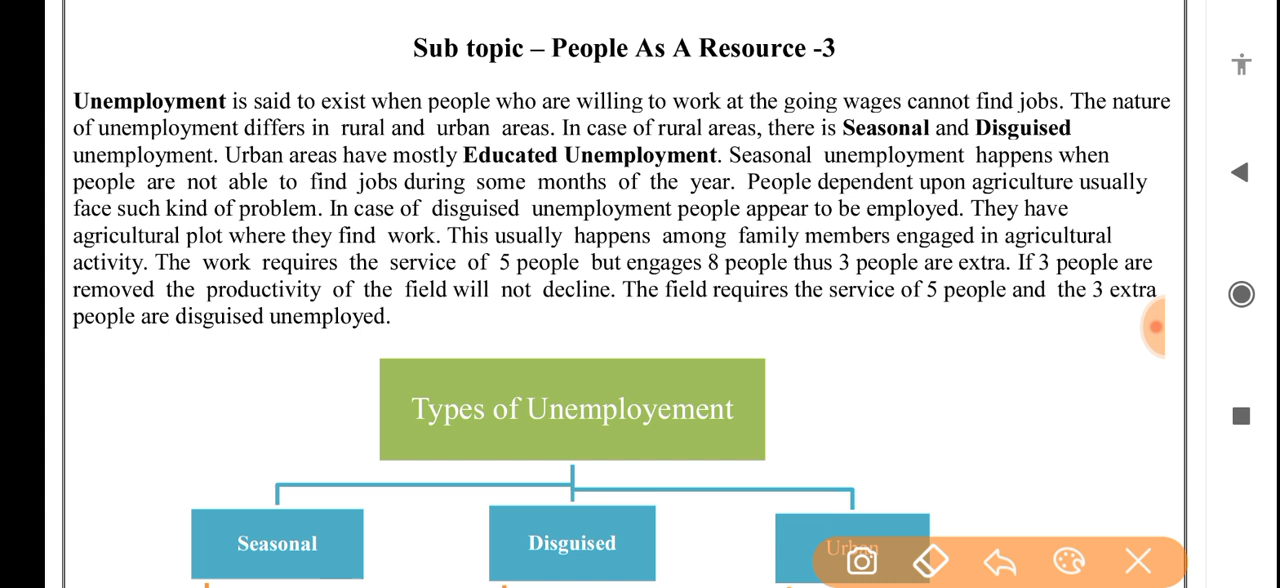 Sub topic – People As A Resource -3
Unemployment is said to exist when people who are willing to work at the going wages cannot find jobs. The nature
of unemployment differs in rural and urban areas. In case of rural areas, there is Seasonal and Disguised
unemployment. Urban areas have mostly Educated Unemployment. Seasonal unemployment happens when
people are not able to find jobs during some months of the year. People dependent upon agriculture usually
face such kind of problem. In case of disguised unemployment people appear to be employed. They have
agricultural plot where they find work. This usually happens among family members engaged in agricultural
activity. The work requires the service of 5 people but engages 8 people thus 3 people are extra. If 3 people are
removed the productivity of the field will not decline. The field requires the service of 5 people and the 3 extra
people are disguised unemployed.
Types of Unemployement
Seasonal
Disguised
Urban